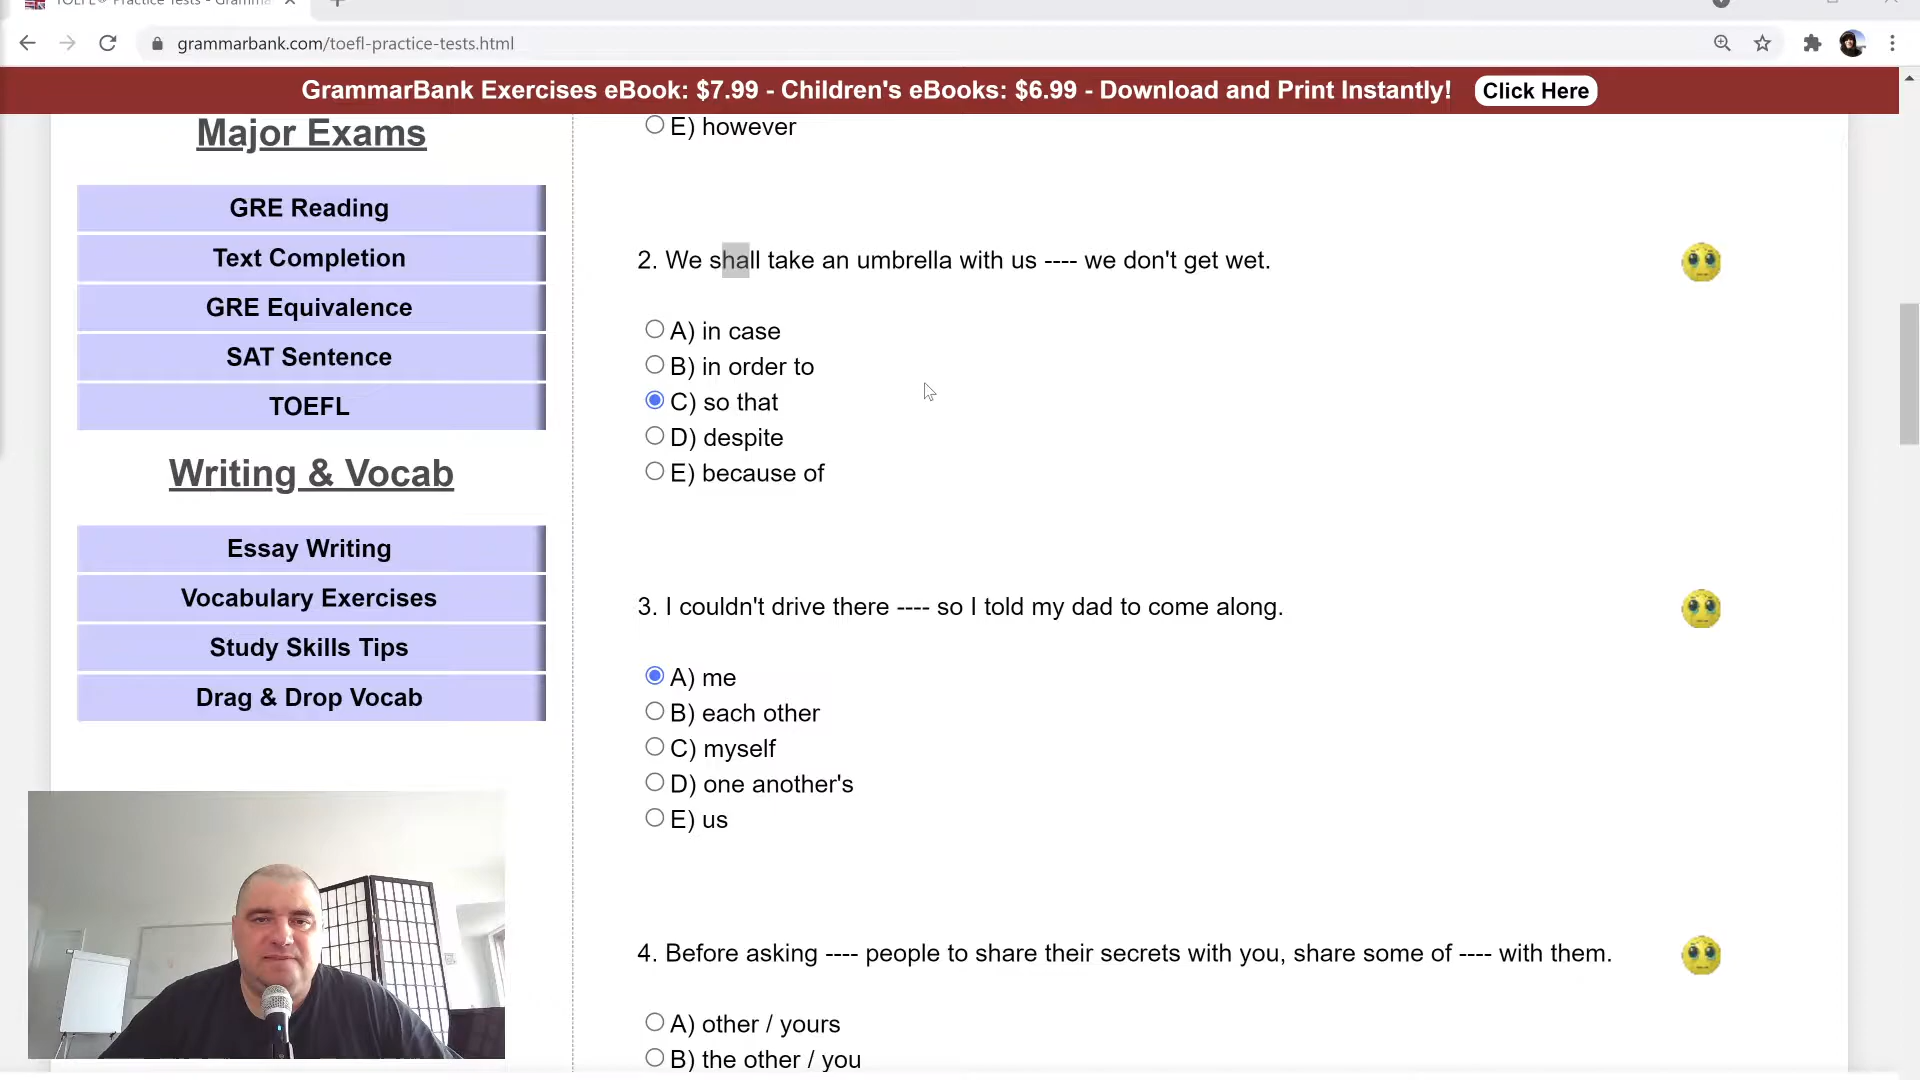 grammarbank.com/toefl-practice-tests.html
GrammarBank Exercises eBook: $7.99 - Children's eBooks: $6.99 - Download and Print Instantly! Click Here
Major Exams
GRE Reading
Text Completion
GRE Equivalence
SAT Sentence
TOEFL
Writing & Vocab
Essay Writing
Vocabulary Exercises
Study Skills Tips
Drag & Drop Vocab
E) however
2. We shall take an umbrella with us ---- we don't get wet.
A) in case
B) in order to
C) so that
D) despite
E) because of
3. I couldn't drive there ---- so I told my dad to come along.
A) me
B) each other
C) myself
D) one another's
E) us
4. Before asking ---- people to share their secrets with you, share some of ---- with them.
A) other / yours
B) the other / you